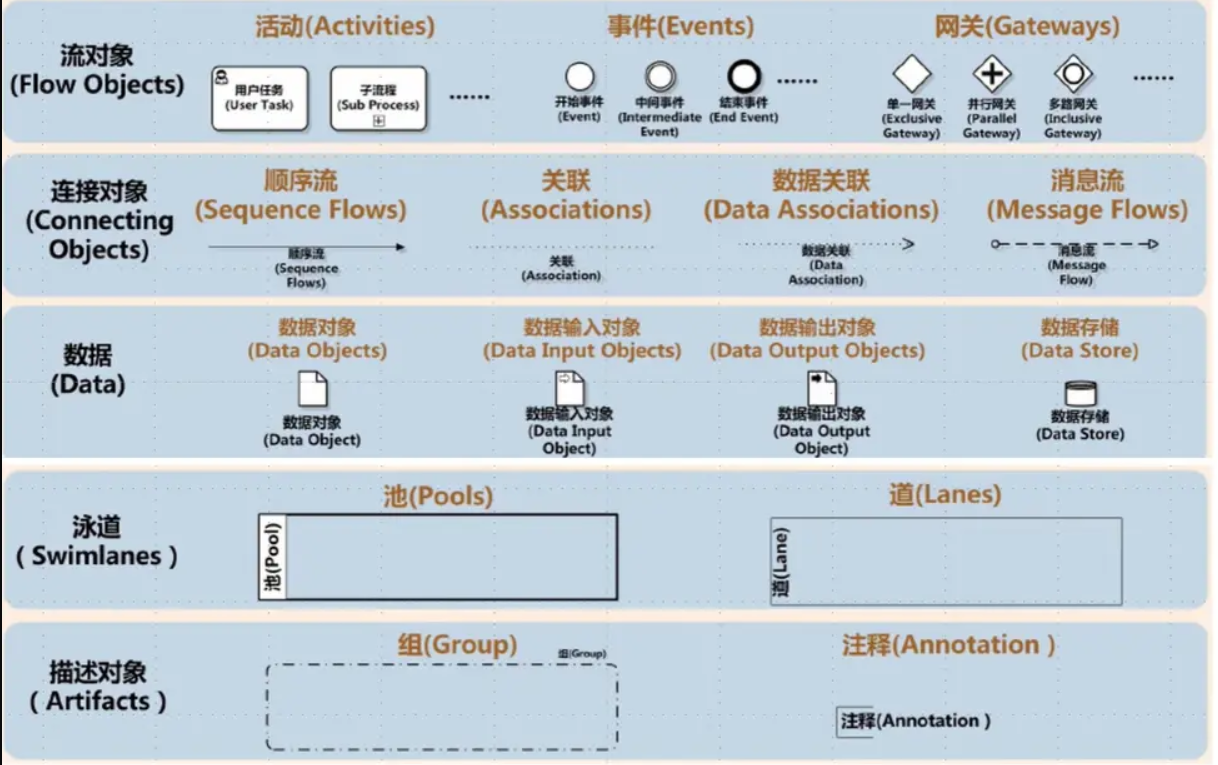 活动(Activities)
事件(Events)
网关(Gateways)
流对象
(Flow Objects)
用户任务
(User Task)
子流程
(Sub Process)
......
开始事件
(Event)
中间事件
(Intermediate
Event)
结束事件
(End Event)
......
单一网关
(Exclusive
Gateway)
并行网关
(Parallel
Gateway)
多路网关
(Inclusive
Gateway)
......
连接对象
(Connecting
Objects)
顺序流
(Sequence Flows)
关联
(Associations)
数据关联
(Data Associations)
消息流
(Message Flows)
顺序流
(Sequence
Flows)
关联
(Association)
数据关联
(Data
Association)
消息流
(Message
Flow)
数据
(Data)
数据对象
(Data Objects)
数据输入对象
(Data Input Objects)
数据输出对象
(Data Output Objects)
数据存储
(Data Store)
数据对象
(Data Object)
数据输入对象
(Data Input
Object)
数据输出对象
(Data Output
Object)
数据存储
(Data Store)
泳道
( Swimlanes )
池(Pools)
道(Lanes)
池(Pool)
道(Lane)
描述对象
( Artifacts )
组(Group)
组(Group)
注释(Annotation )
注释(Annotation )